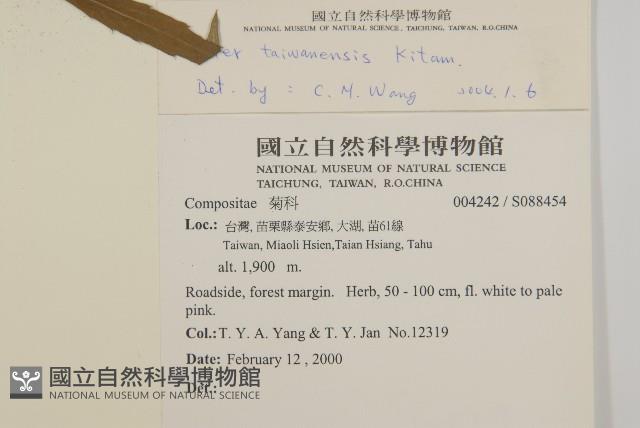 國立自然科學博物館
NATIONAL MUSEUM OF NATURAL SCIENCE, TAICHUNG, TAIWAN, R.O.CHINA
taiwanensis Kitam.
Det. by : C. M. Wang 2004. 1. 6
國立自然科學博物館
NATIONAL MUSEUM OF NATURAL SCIENCE
TAICHUNG, TAIWAN, R.O.CHINA
Compositae 菊科 004242 / S088454
Loc.: 台灣, 苗栗縣泰安鄉, 大湖, 苗61線
Taiwan, Miaoli Hsien,Taian Hsiang, Tahu
alt. 1,900 m.
Roadside, forest margin. Herb, 50 - 100 cm, fl. white to pale
pink.
Col.: T. Y. A. Yang & T. Y. Jan No.12319
Date: February 12 , 2000
Det.:
國立自然科學博物館
NATIONAL MUSEUM OF NATURAL SCIENCE